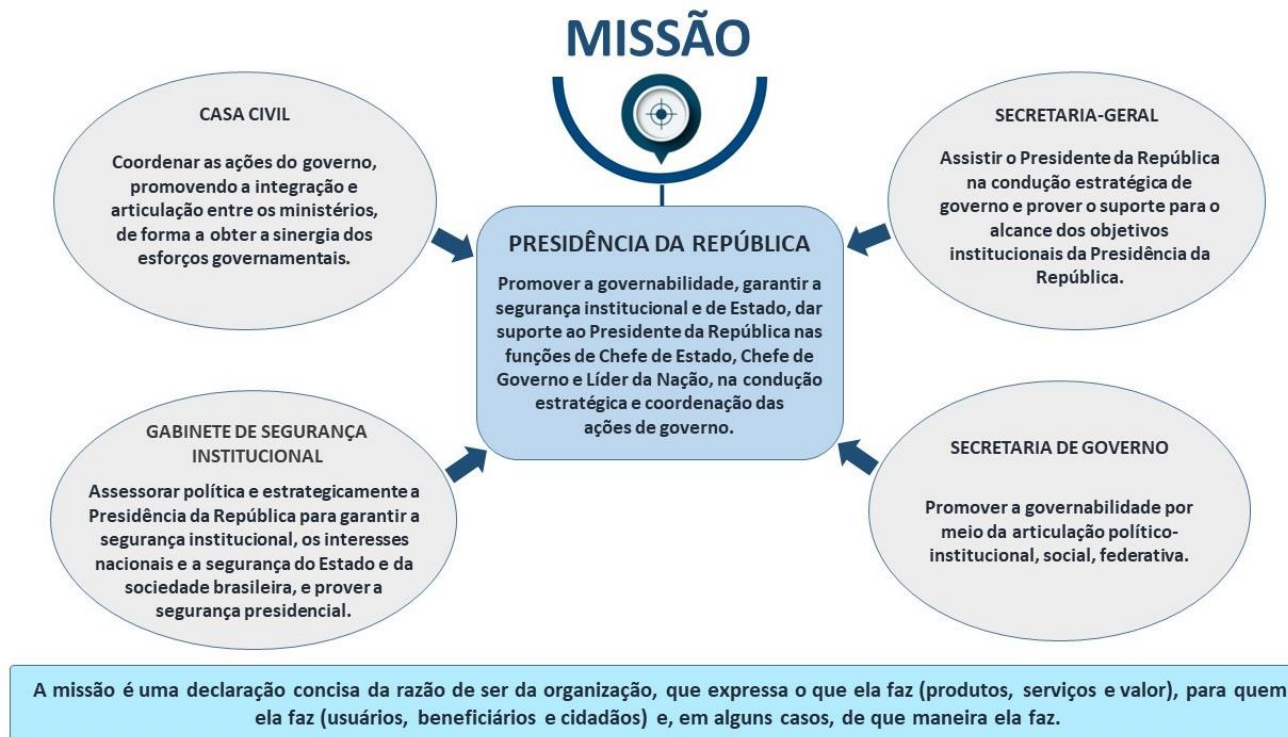 MISSÃO
CASA CIVIL
Coordenar as ações do governo,
promovendo a integração e
articulação entre os ministérios,
de forma a obter a sinergia dos
esforços governamentais.
SECRETARIA-GERAL
Assistir o Presidente da República
na condução estratégica de
governo e prover o suporte para o
alcance dos objetivos
institucionais da Presidência da
República.
PRESIDÊNCIA DA REPÚBLICA
Promover a governabilidade, garantir a
segurança institucional e de Estado, dar
suporte ao Presidente da República nas
funções de Chefe de Estado, Chefe de
Governo e Líder da Nação, na condução
estratégica e coordenação das
ações de governo.
GABINETE DE SEGURANÇA
INSTITUCIONAL
Assessorar política e estrategicamente a
Presidência da República para garantir a
segurança institucional, os interesses
nacionais e a segurança do Estado e da
sociedade brasileira, e prover a
segurança presidencial.
SECRETARIA DE GOVERNO
Promover a governabilidade por
meio da articulação político-
institucional, social, federativa.
A missão é uma declaração concisa da razão de ser da organização, que expressa o que ela faz (produtos, serviços e valor), para quem
ela faz (usuários, beneficiários e cidadãos) e, em alguns casos, de que maneira ela faz.